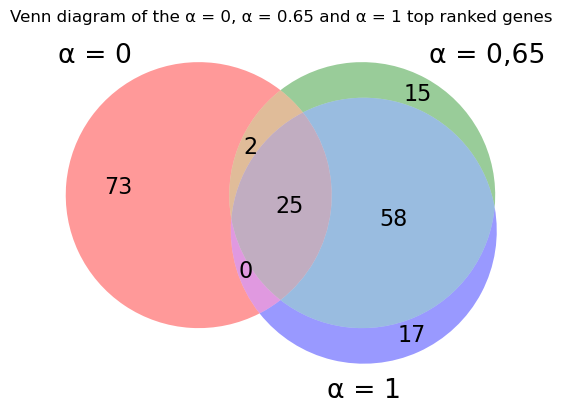 Venn diagram of the α = 0, α = 0.65 and α = 1 top ranked genes
α = 0
α = 0,65
15
2
73
25
58
0
17
α = 1